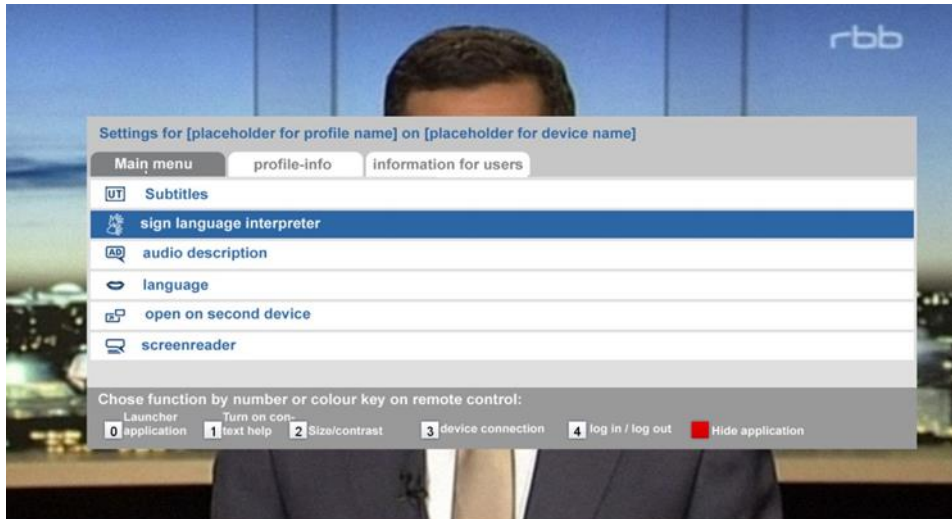 rbb
Settings for [placeholder for profile name] on [placeholder for device name]
Main menu profile-info information for users
UT Subtitles
sign language interpreter
AD audio description
language
open on second device
screenreader
Chose function by number or colour key on remote control:
0 Launcher application 1 Turn on con-text help 2 Size/contrast 3 device connection 4 log in / log out Hide application